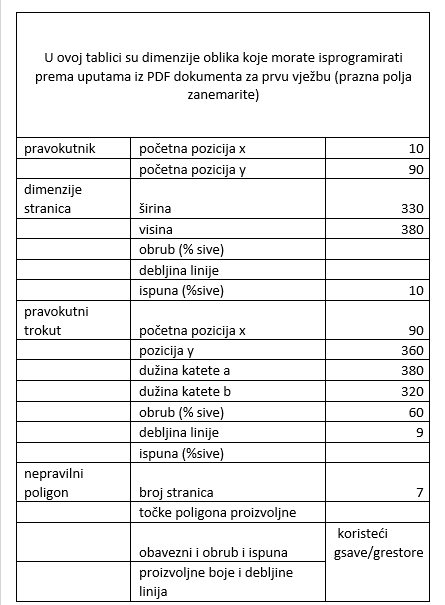 U ovoj tablici su dimenzije oblika koje morate isprogramirati
prema uputama iz PDF dokumenta za prvu vježbu (prazna polja
zanemarite)
pravokutnik početna pozicija x 10
početna pozicija y 90
dimenzije
stranica širina 330
visina 380
obrub (% sive)
debljina linije
ispuna (%sive) 10
pravokutni
trokut početna pozicija x 90
pozicija y 360
dužina katete a 380
dužina katete b 320
obrub (% sive) 60
debljina linije 9
ispuna (%sive)
nepravilni
poligon broj stranica 7
točke poligona proizvoljne
koristeći
obavezni i obrub i ispuna gsave/grestore
proizvoljne boje i debljine
linija